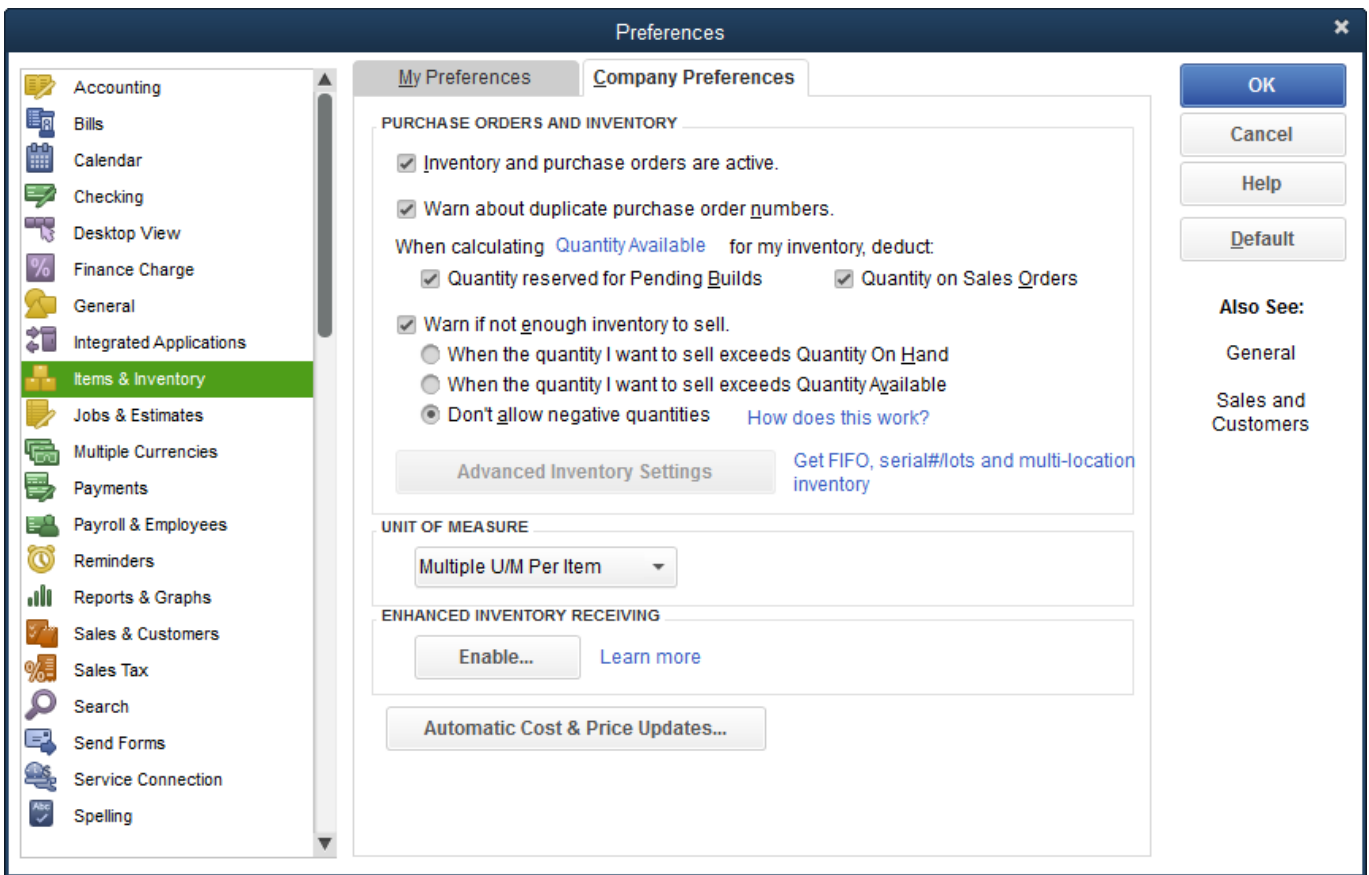 Preferences
Accounting
Bills
Calendar
Checking
Desktop View
Finance Charge
General
Integrated Applications
Items & Inventory
Jobs & Estimates
Multiple Currencies
Payments
Payroll & Employees
Reminders
Reports & Graphs
Sales & Customers
Sales Tax
Search
Send Forms
Service Connection
Abc
Spelling
My Preferences
Company Preferences
PURCHASE ORDERS AND INVENTORY
Inventory and purchase orders are active.
Warn about duplicate purchase order numbers.
When calculating Quantity Available for my inventory, deduct:
Quantity reserved for Pending Builds
Quantity on Sales Orders
Warn if not enough inventory to sell.
When the quantity I want to sell exceeds Quantity On Hand
When the quantity I want to sell exceeds Quantity Available
Don't allow negative quantities
How does this work?
Advanced Inventory Settings
Get FIFO, serial#/lots and multi-location
inventory
UNIT OF MEASURE
Multiple U/M Per Item
ENHANCED INVENTORY RECEIVING
Enable...
Learn more
Automatic Cost & Price Updates...
OK
Cancel
Help
Default
Also See:
General
Sales and
Customers